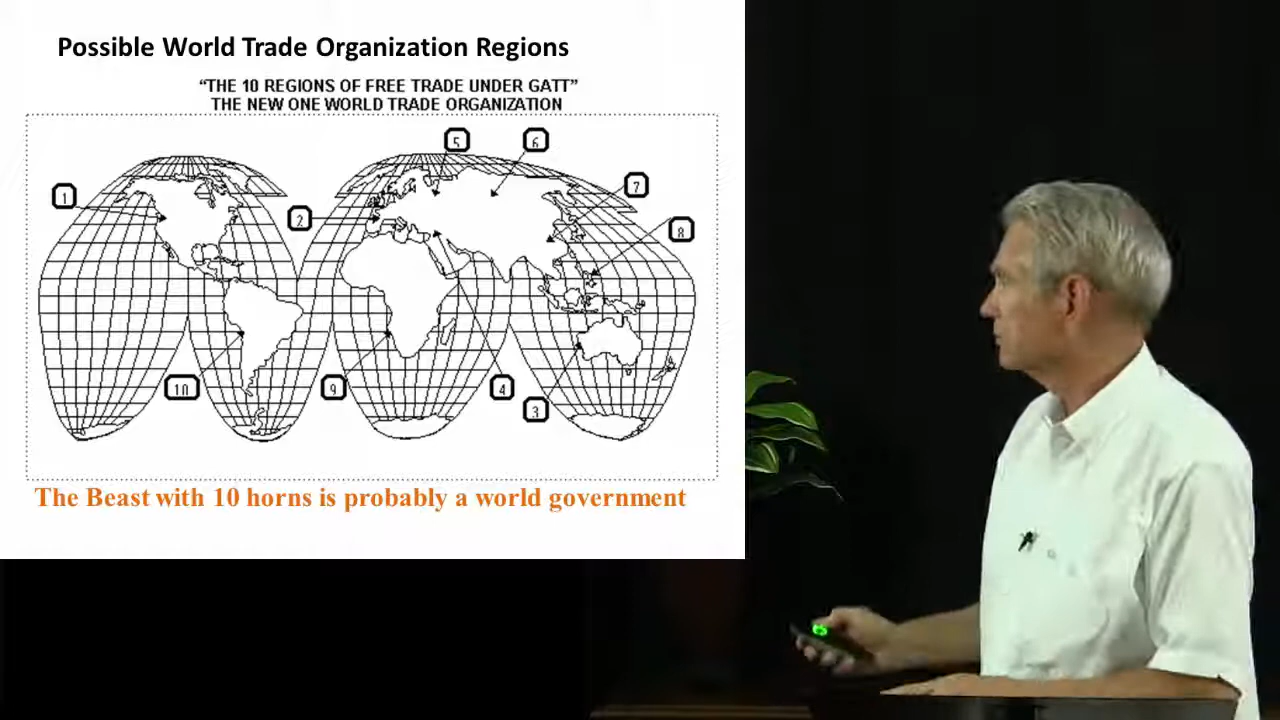 Possible World Trade Organization Regions
“THE 10 REGIONS OF FREE TRADE UNDER GATT”
THE NEW ONE WORLD TRADE ORGANIZATION
5
6
1
7
2
8
10
9
4
3
The Beast with 10 horns is probably a world government